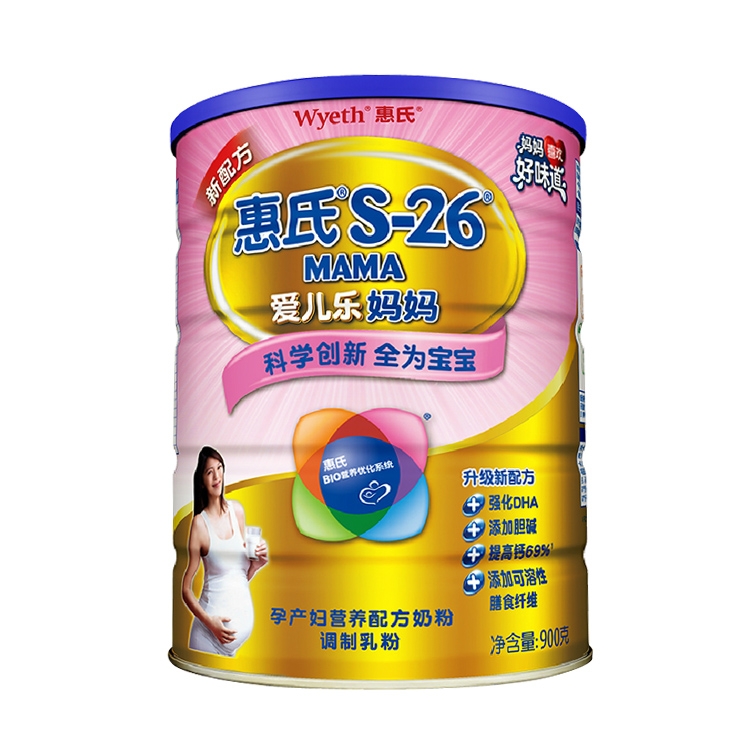 Wyeth® 惠氏®
新配方
妈妈喜欢
好味道
惠氏® S-26®
MAMA
爱儿乐妈妈
科学创新 全为宝宝
®
惠氏
BIO营养优化系统
升级新配方
强化DHA
添加胆碱
提高钙69%¹
添加可溶性
膳食纤维
孕产妇营养配方奶粉
调制乳粉
净含量:900克